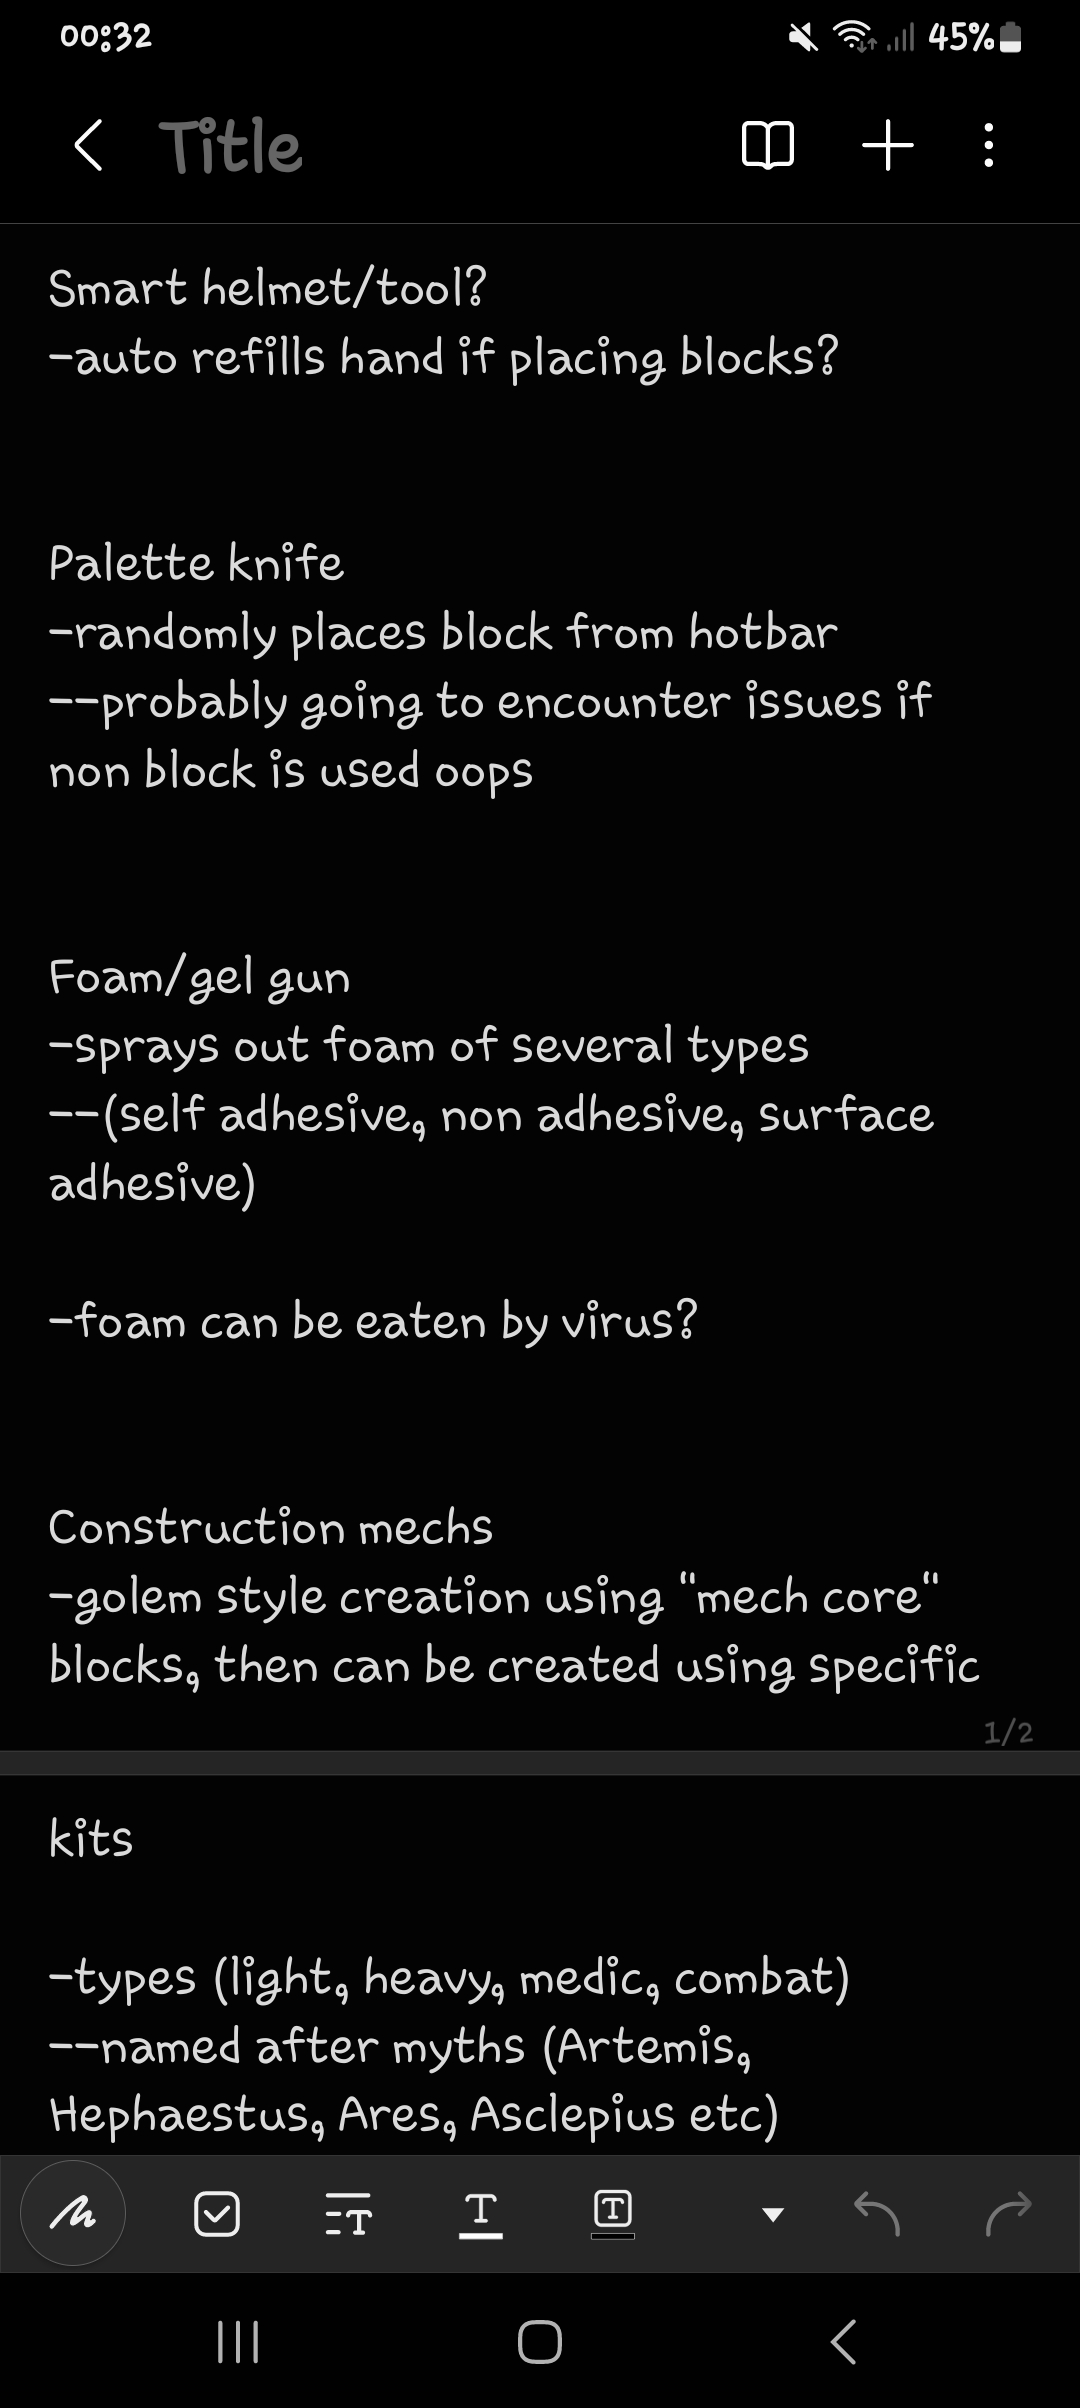 00:32
45%
Title
Smart helmet/tool?
-auto refills hand if placing blocks?
Palette knife
-randomly places block from hotbar
--probably going to encounter issues if
non block is used oops
Foam/gel gun
-sprays out foam of several types
--(self adhesive, non adhesive, surface
adhesive)
-foam can be eaten by virus?
Construction mechs
-golem style creation using "mech core"
blocks, then can be created using specific
1/2
kits
-types (light, heavy, medic, combat)
--named after myths (Artemis,
Hephaestus, Ares, Asclepius etc)